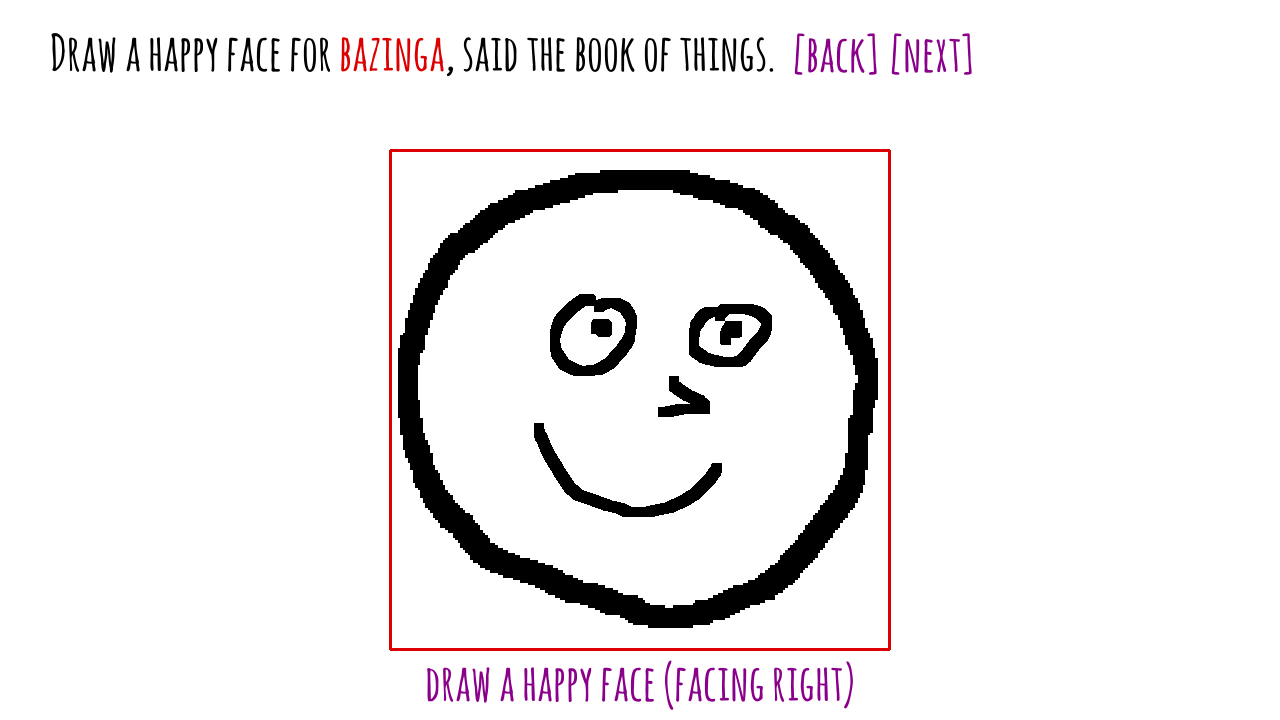 DRAW A HAPPY FACE FOR BAZINGA, SAID THE BOOK OF THINGS. [BACK] [NEXT]
DRAW A HAPPY FACE (FACING RIGHT)